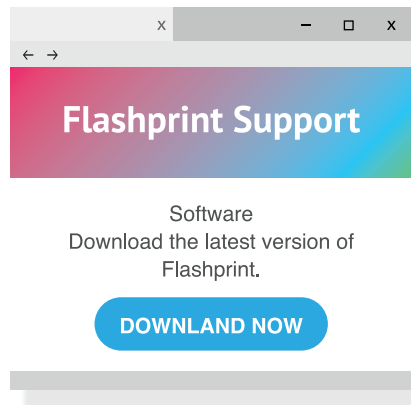 Flashprint Support
Software
Download the latest version of
Flashprint.
DOWNLAND NOW